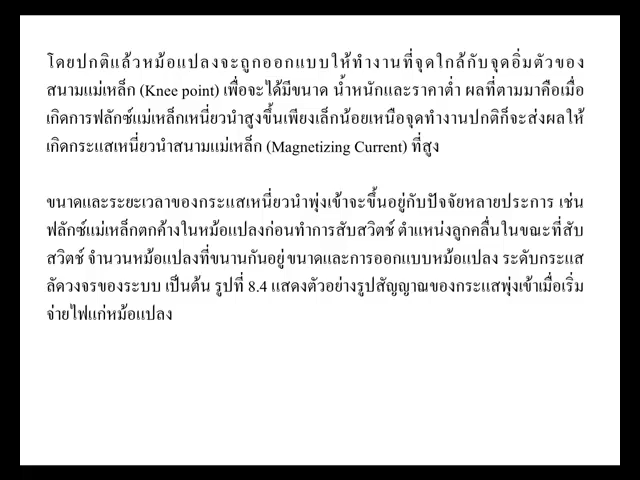 โดยปกติแล้วหม้อแปลงจะถูกออกแบบให้ทำงานที่จุดใกล้กับจุดอิ่มตัวของ
สนามแม่เหล็ก (Knee point) เพื่อจะได้มีขนาด น้ำหนักและราคาต่ำ ผลที่ตามมาคือเมื่อ
เกิดการฟลักซ์แม่เหล็กเหนี่ยวนำสูงขึ้นเพียงเล็กน้อยเหนือจุดทำงานปกติก็จะส่งผลให้
เกิดกระแสเหนี่ยวนำสนามแม่เหล็ก (Magnetizing Current) ที่สูง
ขนาดและระยะเวลาของกระแสเหนี่ยวนำพุ่งเข้าจะขึ้นอยู่กับปัจจัยหลายประการ เช่น
ฟลักซ์แม่เหล็กตกค้างในหม้อแปลงก่อนทำการสับสวิตช์ ตำแหน่งลูกคลื่นในขณะที่สับ
สวิตช์ จำนวนหม้อแปลงที่ขนานกันอยู่ ขนาดและการออกแบบหม้อแปลง ระดับกระแส
ลัดวงจรของระบบ เป็นต้น รูปที่ 8.4 แสดงตัวอย่างรูปสัญญาณของกระแสพุ่งเข้าเมื่อเริ่ม
จ่ายไฟแก่หม้อแปลง